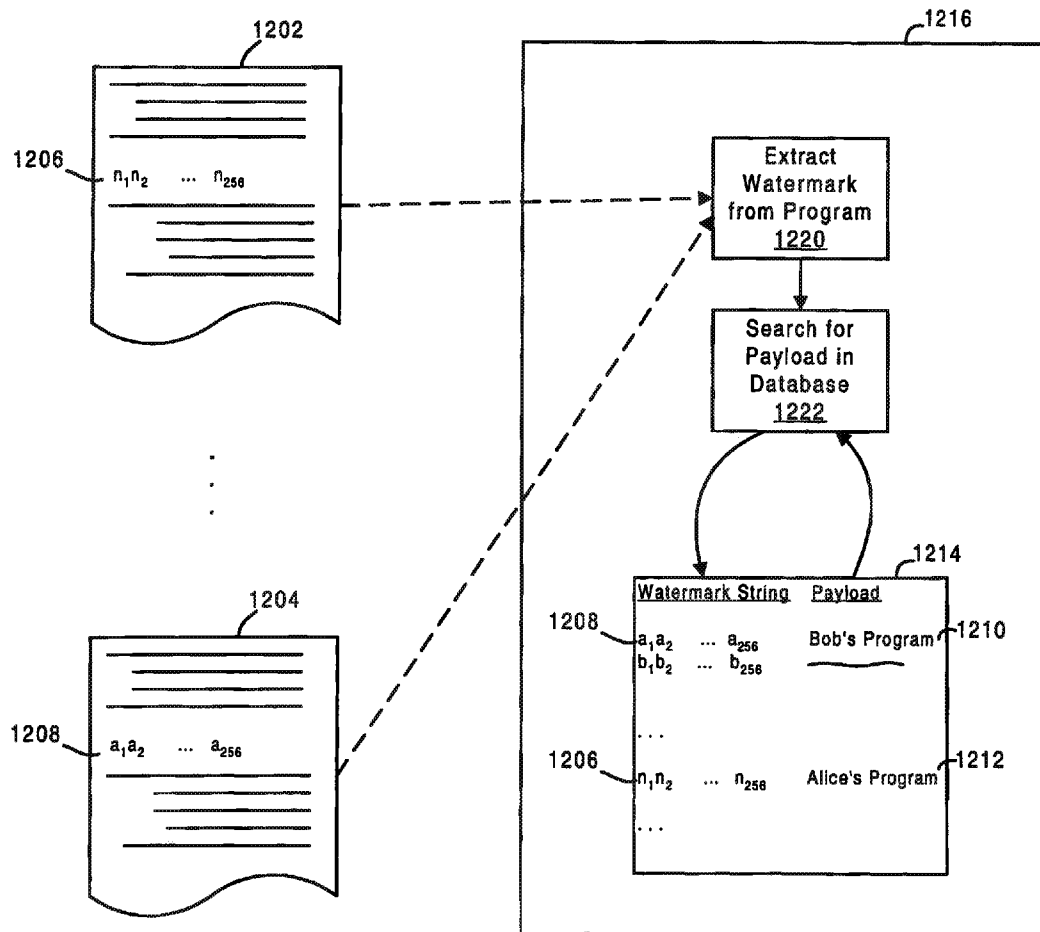 1202
1206 n₁n₂ ... n₂₅₆
...
1204
1208 a₁a₂ ... a₂₅₆
1216
Extract
Watermark
from Program
1220
Search for
Payload in
Database
1222
1214
Watermark String Payload
1208 a₁a₂ ... a₂₅₆ Bob's Program 1210
b₁b₂ ... b₂₅₆
...
1206 n₁n₂ ... n₂₅₆ Alice's Program 1212
...